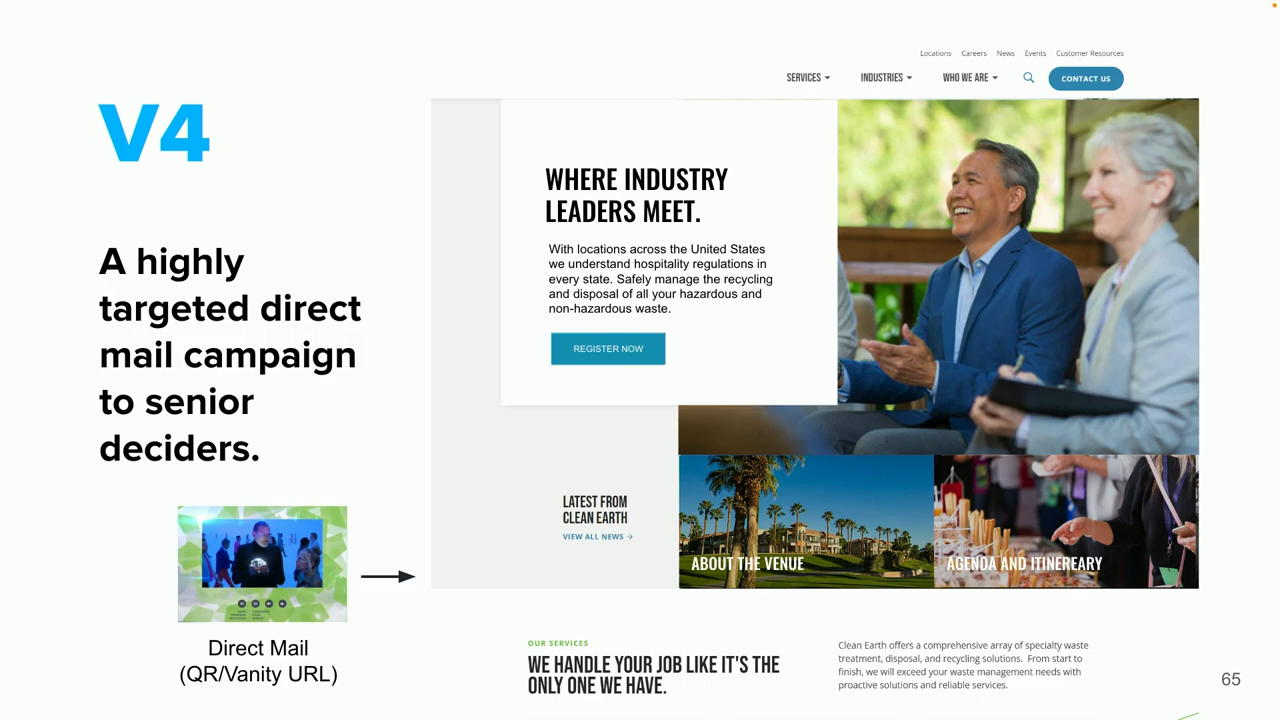 Locations Careers News Events Customer Resources
SERVICES INDUSTRIES WHO WE ARE CONTACT US
V4
A highly
targeted direct
mail campaign
to senior
deciders.
Direct Mail
(QR/Vanity URL)
WHERE INDUSTRY
LEADERS MEET.
With locations across the United States
we understand hospitality regulations in
every state. Safely manage the recycling
and disposal of all your hazardous and
non-hazardous waste.
REGISTER NOW
LATEST FROM
CLEAN EARTH
VIEW ALL NEWS →
ABOUT THE VENUE
AGENDA AND ITINEREARY
OUR SERVICES
WE HANDLE YOUR JOB LIKE IT'S THE
ONLY ONE WE HAVE.
Clean Earth offers a comprehensive array of specialty waste
treatment, disposal, and recycling solutions. From start to
finish, we will exceed your waste management needs with
proactive solutions and reliable services.
65